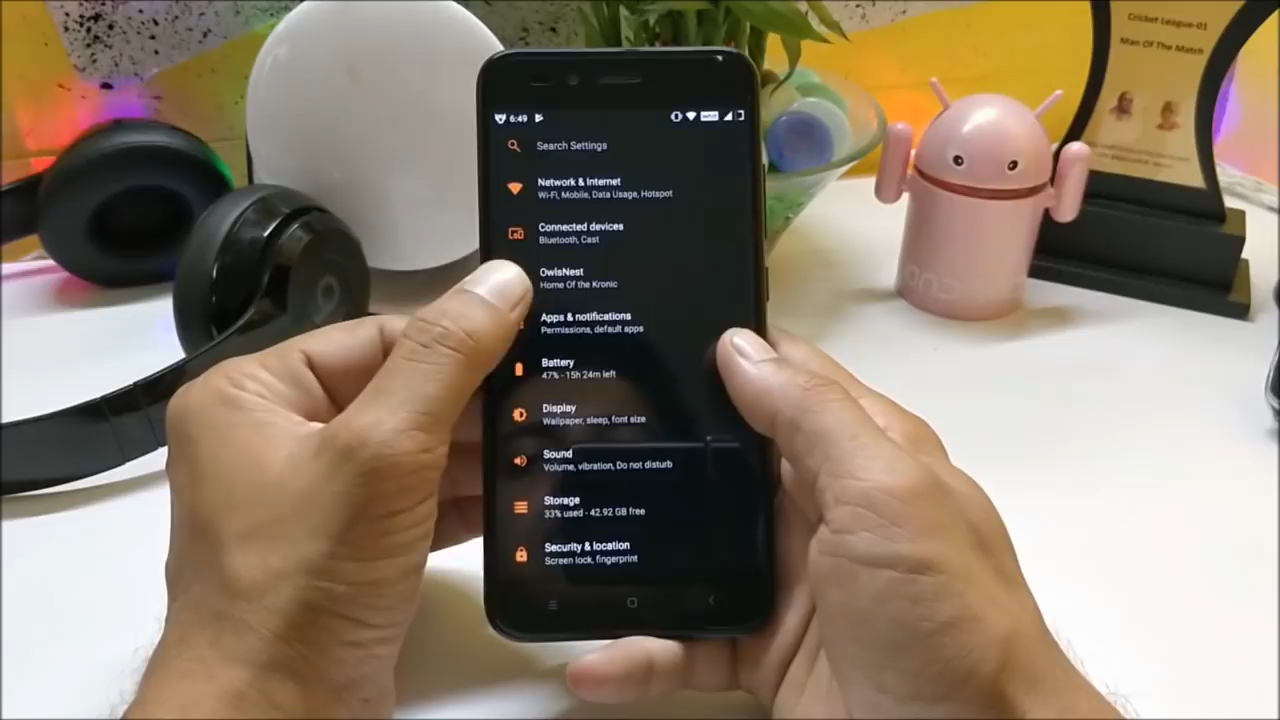 Cricket League-01
Man Of The Match
6:49
Search Settings
Network & Internet
Wi-Fi, Mobile, Data Usage, Hotspot
Connected devices
Bluetooth, Cast
OwlsNest
Home Of the Kronic
Apps & notifications
Permissions, default apps
Battery
47% - 15h 24m left
Display
Wallpaper, sleep, font size
Sound
Volume, vibration, Do not disturb
Storage
33% used - 42.92 GB free
Security & location
Screen lock, fingerprint